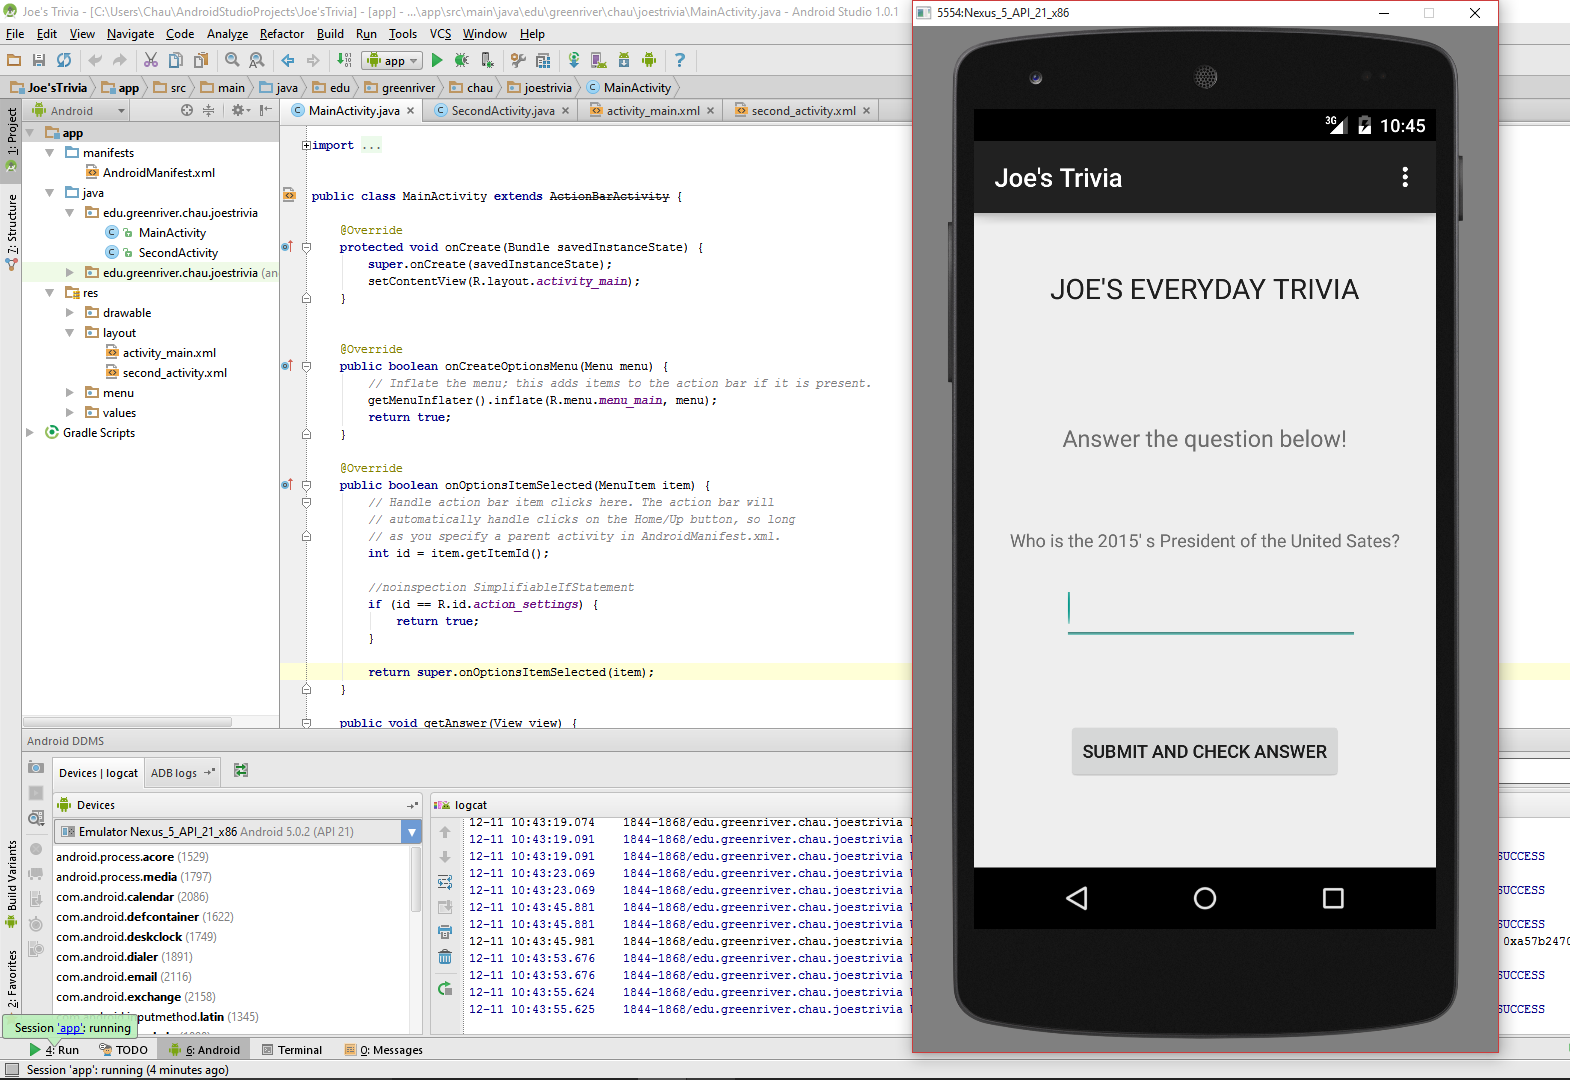 Joe's Trivia - [C:\Users\Chau\AndroidStudioProjects\Joe'sTrivia] - [app] - ...\app\src\main\java\edu\greenriver\chau\joestrivia\MainActivity.java - Android Studio 1.0.1
File Edit View Navigate Code Analyze Refactor Build Run Tools VCS Window Help
app
Joe'sTrivia app src main java edu greenriver chau joestrivia MainActivity
Android
MainActivity.java SecondActivity.java activity_main.xml second_activity.xml
1: Project
7: Structure
Build Variants
2: Favorites
app
manifests
AndroidManifest.xml
java
edu.greenriver.chau.joestrivia
MainActivity
SecondActivity
edu.greenriver.chau.joestrivia (an
res
drawable
layout
activity_main.xml
second_activity.xml
menu
values
Gradle Scripts
import ...
public class MainActivity extends ActionBarActivity {
@Override
protected void onCreate(Bundle savedInstanceState) {
super.onCreate(savedInstanceState);
setContentView(R.layout.activity_main);
}
@Override
public boolean onCreateOptionsMenu(Menu menu) {
// Inflate the menu; this adds items to the action bar if it is present.
getMenuInflater().inflate(R.menu.menu_main, menu);
return true;
}
@Override
public boolean onOptionsItemSelected(MenuItem item) {
// Handle action bar item clicks here. The action bar will
// automatically handle clicks on the Home/Up button, so long
// as you specify a parent activity in AndroidManifest.xml.
int id = item.getItemId();
//noinspection SimplifiableIfStatement
if (id == R.id.action_settings) {
return true;
}
return super.onOptionsItemSelected(item);
}
public void getAnswer(View view) {
Android DDMS
Devices | logcat ADB logs
Devices
Emulator Nexus_5_API_21_x86 Android 5.0.2 (API 21)
android.process.acore (1529)
android.process.media (1797)
com.android.calendar (2086)
com.android.defcontainer (1622)
com.android.deskclock (1749)
com.android.dialer (1891)
com.android.email (2116)
com.android.exchange (2158)
com.android.inputmethod.latin (1345)
logcat
12-11 10:43:19.074 1844-1868/edu.greenriver.chau.joestrivia
12-11 10:43:19.091 1844-1868/edu.greenriver.chau.joestrivia
12-11 10:43:19.091 1844-1868/edu.greenriver.chau.joestrivia SUCCESS
12-11 10:43:23.069 1844-1868/edu.greenriver.chau.joestrivia
12-11 10:43:23.069 1844-1868/edu.greenriver.chau.joestrivia SUCCESS
12-11 10:43:45.881 1844-1868/edu.greenriver.chau.joestrivia
12-11 10:43:45.881 1844-1868/edu.greenriver.chau.joestrivia SUCCESS
12-11 10:43:45.981 1844-1868/edu.greenriver.chau.joestrivia 0xa57b2470
12-11 10:43:53.676 1844-1868/edu.greenriver.chau.joestrivia
12-11 10:43:53.676 1844-1868/edu.greenriver.chau.joestrivia SUCCESS
12-11 10:43:55.624 1844-1868/edu.greenriver.chau.joestrivia
12-11 10:43:55.625 1844-1868/edu.greenriver.chau.joestrivia SUCCESS
Session 'app': running
4: Run TODO 6: Android Terminal 0: Messages
Session 'app': running (4 minutes ago)
5554:Nexus_5_API_21_x86
3G 10:45
Joe's Trivia
JOE'S EVERYDAY TRIVIA
Answer the question below!
Who is the 2015' s President of the United Sates?
SUBMIT AND CHECK ANSWER